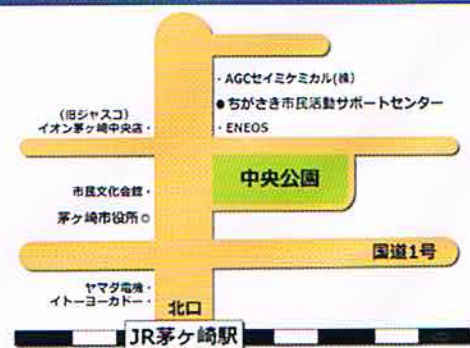 ・AGCセイミケミカル(株)
●ちがさき市民活動サポートセンター
(旧ジャスコ)
イオン茅ヶ崎中央店・
・ENEOS
中央公園
市民文化会館・
茅ヶ崎市役所◎
国道1号
ヤマダ電機・
イトーヨーカドー・
北口
JR茅ヶ崎駅